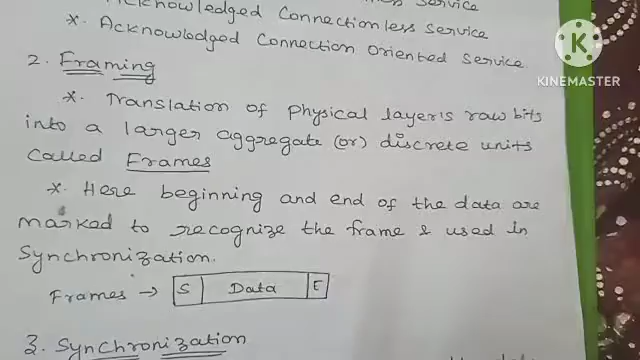 Acknowledged Connectionless Service
*. Acknowledged Connection Oriented Service
2. Framing
*. Translation of Physical layer's raw bits
into a larger aggregate (or) discrete units
Called Frames
*. Here beginning and end of the data are
marked to recognize the frame & used in
Synchronization.
Frames → S Data E
3. Synchronization
KINEMASTER